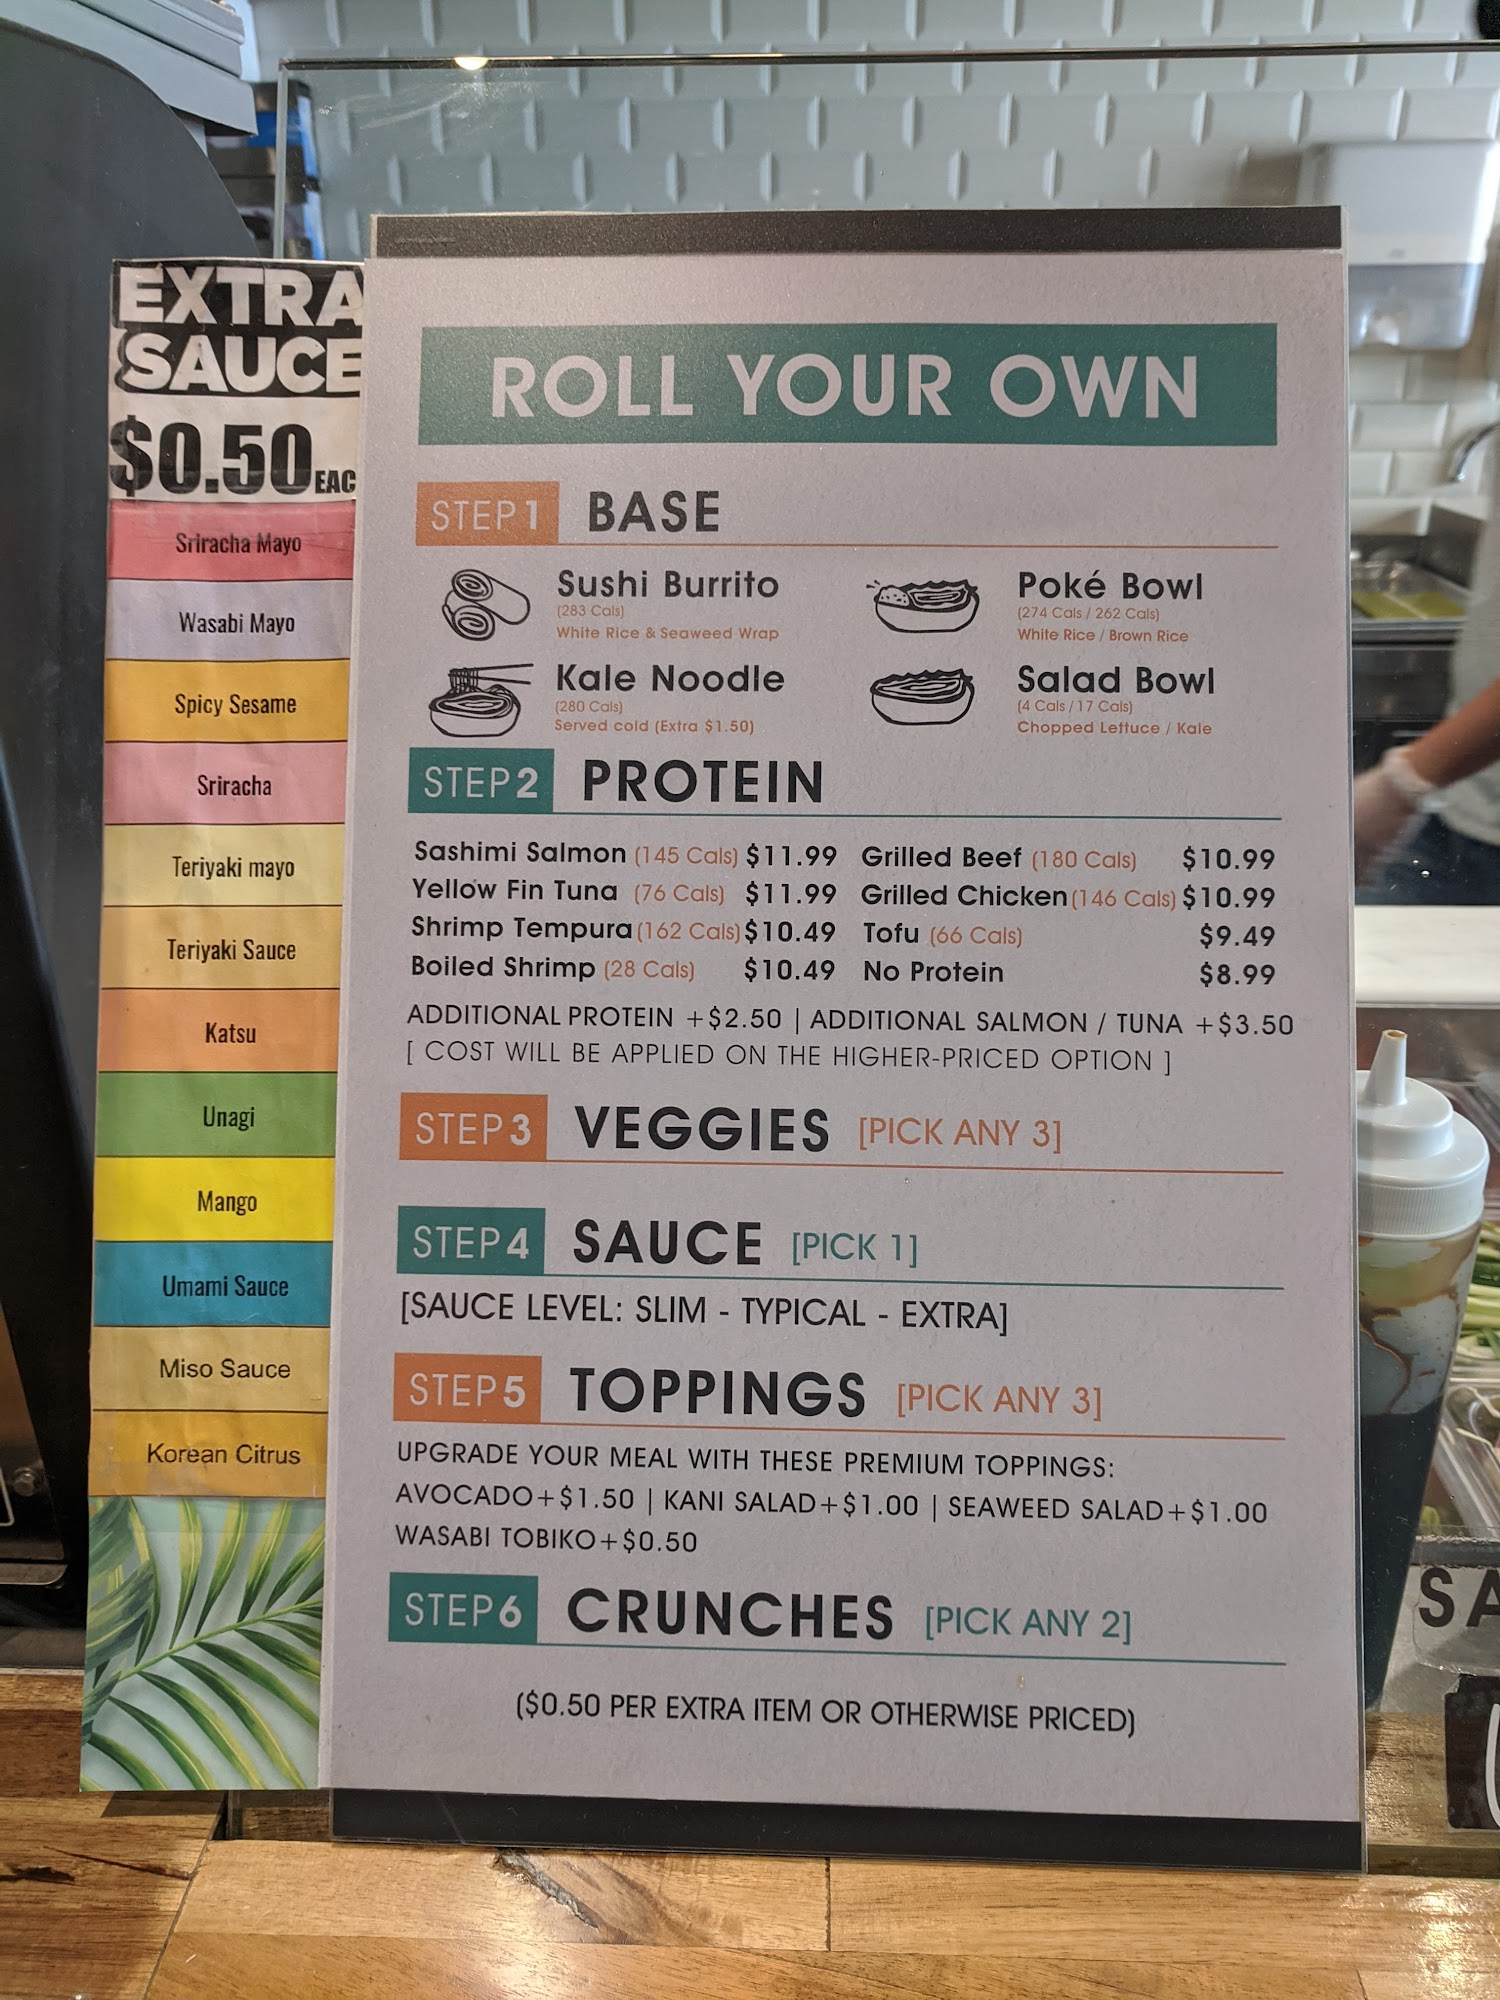 EXTRA
SAUCE
$0.50 EAC
Sriracha Mayo
Wasabi Mayo
Spicy Sesame
Sriracha
Teriyaki mayo
Teriyaki Sauce
Katsu
Unagi
Mango
Umami Sauce
Miso Sauce
Korean Citrus
ROLL YOUR OWN
STEP 1 BASE
Sushi Burrito
(283 Cals)
White Rice & Seaweed Wrap
Poké Bowl
(274 Cals / 262 Cals)
White Rice / Brown Rice
Kale Noodle
(280 Cals)
Served cold (Extra $1.50)
Salad Bowl
(4 Cals / 17 Cals)
Chopped Lettuce / Kale
STEP 2 PROTEIN
Sashimi Salmon (145 Cals) $11.99 Grilled Beef (180 Cals) $10.99
Yellow Fin Tuna (76 Cals) $11.99 Grilled Chicken (146 Cals) $10.99
Shrimp Tempura (162 Cals) $10.49 Tofu (66 Cals) $9.49
Boiled Shrimp (28 Cals) $10.49 No Protein $8.99
ADDITIONAL PROTEIN +$2.50 | ADDITIONAL SALMON / TUNA +$3.50
[ COST WILL BE APPLIED ON THE HIGHER-PRICED OPTION ]
STEP 3 VEGGIES [PICK ANY 3]
STEP 4 SAUCE [PICK 1]
[SAUCE LEVEL: SLIM - TYPICAL - EXTRA]
STEP 5 TOPPINGS [PICK ANY 3]
UPGRADE YOUR MEAL WITH THESE PREMIUM TOPPINGS:
AVOCADO+$1.50 | KANI SALAD+$1.00 | SEAWEED SALAD+$1.00
WASABI TOBIKO+$0.50
STEP 6 CRUNCHES [PICK ANY 2]
($0.50 PER EXTRA ITEM OR OTHERWISE PRICED)
SA